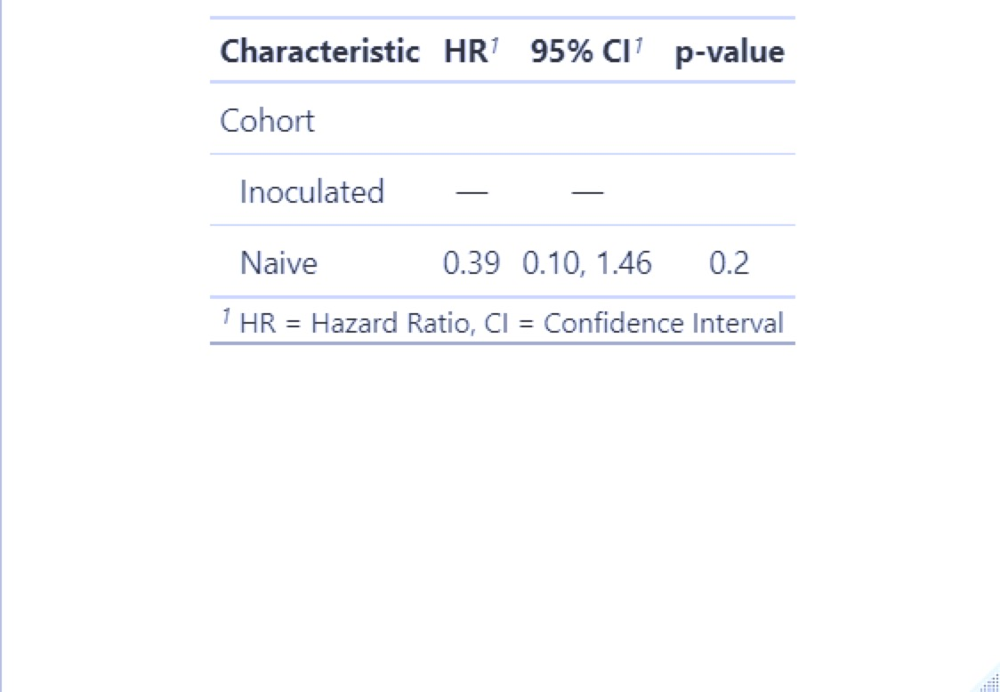 Characteristic HR1 95% CI1 p-value
Cohort
Inoculated — —
Naive 0.39 0.10, 1.46 0.2
1 HR = Hazard Ratio, CI = Confidence Interval